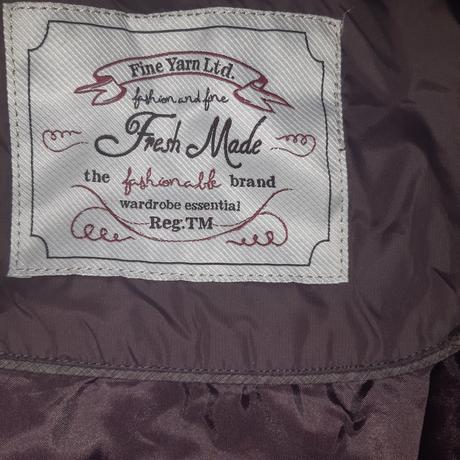 Fine Yarn Ltd.
fashion and fine
Fresh Made
the fashionable brand
wardrobe essential
Reg.TM